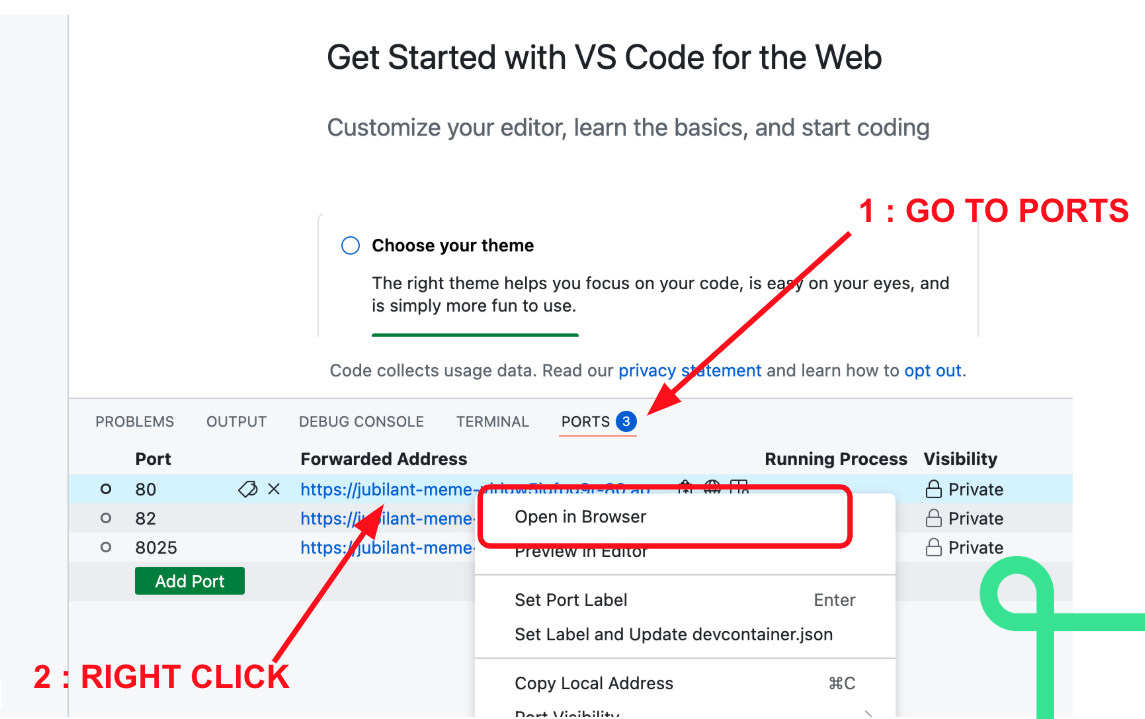 Get Started with VS Code for the Web
Customize your editor, learn the basics, and start coding
1 : GO TO PORTS
Choose your theme
The right theme helps you focus on your code, is easy on your eyes, and
is simply more fun to use.
Code collects usage data. Read our privacy statement and learn how to opt out.
PROBLEMS OUTPUT DEBUG CONSOLE TERMINAL PORTS 3
Port Forwarded Address Running Process Visibility
80 https://jubilant-meme- Private
82 https://jubilant-meme- Private
8025 https://jubilant-meme- Private
Add Port
Open in Browser
Preview in Editor
Set Port Label Enter
Set Label and Update devcontainer.json
2 : RIGHT CLICK
Copy Local Address ⌘C
Port Visibility